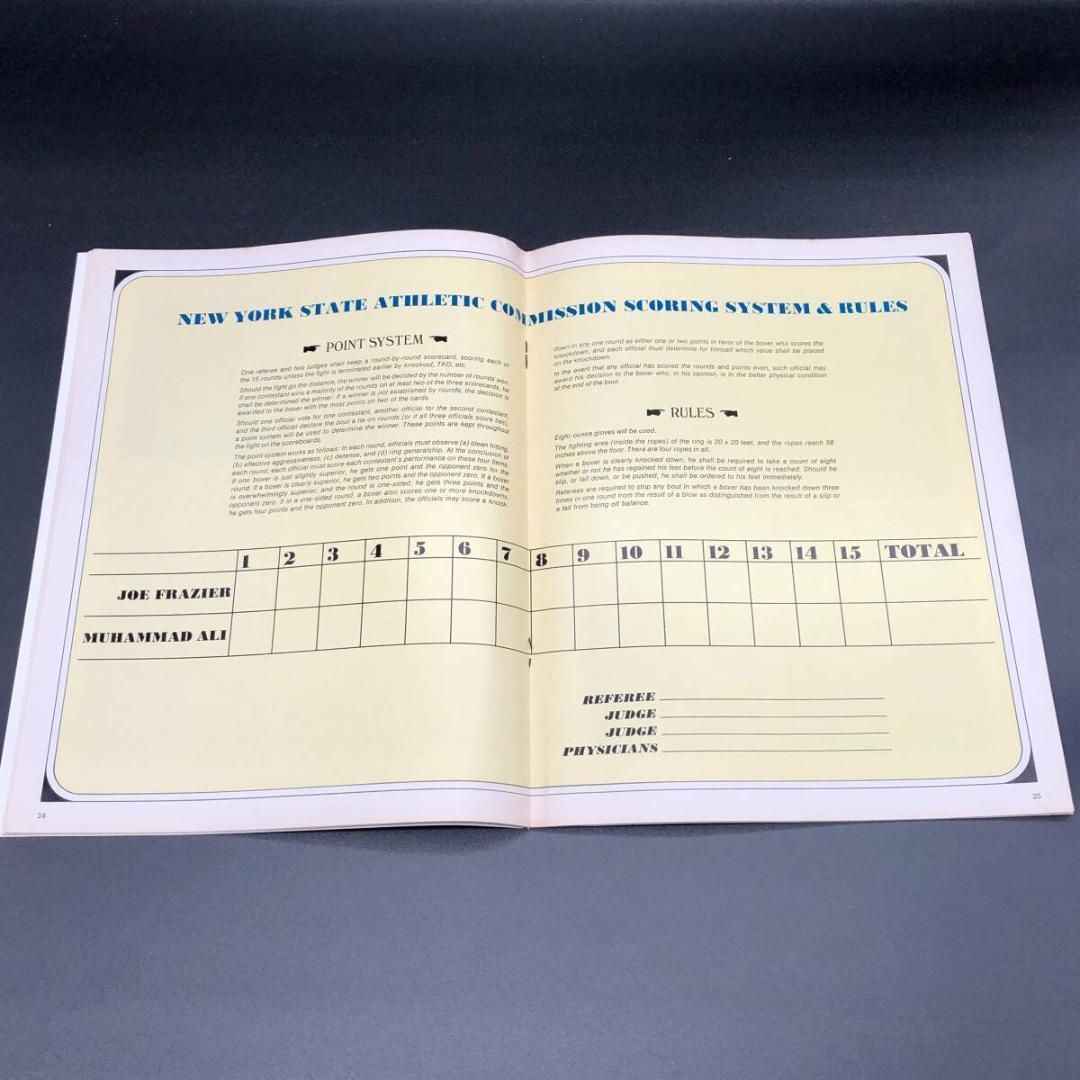 NEW YORK STATE ATHLETIC COMMISSION SCORING SYSTEM & RULES
POINT SYSTEM
One referee and two judges shall keep a round-by-round scorecard, scoring each of
the 15 rounds unless the fight is terminated earlier by knockout, TKO, etc.
Should the fight go the distance, the winner will be decided by the number of rounds won.
If one contestant wins a majority of the rounds on at least two of the three scorecards, he
shall be determined the winner. If a winner is not established by rounds, the decision is
awarded to the boxer with the most points on two of the cards.
Should one official vote for one contestant, another official for the second contestant,
and the third official declare the bout a tie on rounds (or if all three officials score ties),
a point system will be used to determine the winner. These points are kept throughout
the fight on the scoreboards.
The point system works as follows: In each round, officials must observe (a) clean hitting,
(b) effective aggressiveness, (c) defense, and (d) ring generalship. At the conclusion of
each round, each official must score each contestant's performance on these four items.
If one boxer is just slightly superior, he gets one point and the opponent zero for the
round. If a boxer is clearly superior, he gets two points and the opponent zero. If a boxer
is overwhelmingly superior, and the round is one-sided, he gets three points and the
opponent zero. If in a one-sided round, a boxer also scores one or more knockdowns,
he gets four points and the opponent zero. In addition, the officials may score a knock-
down in any one round as either one or two points in favor of the boxer who scores the
knockdown, and each official must determine for himself which value shall be placed
on the knockdown.
In the event that any official has scored the rounds and points even, such official may
award his decision to the boxer who, in his opinion, is in the better physical condition
at the end of the bout.
RULES
Eight-ounce gloves will be used.
The fighting area (inside the ropes) of the ring is 20 x 20 feet, and the ropes reach 58
inches above the floor. There are four ropes in all.
When a boxer is clearly knocked down, he shall be required to take a count of eight
whether or not he has regained his feet before the count of eight is reached. Should he
slip, or fall down, or be pushed, he shall be ordered to his feet immediately.
Referees are required to stop any bout in which a boxer has been knocked down three
times in one round from the result of a blow as distinguished from the result of a slip or
a fall from being off balance.
1 2 3 4 5 6 7 8 9 10 11 12 13 14 15 TOTAL
JOE FRAZIER
MUHAMMAD ALI
REFEREE
JUDGE
JUDGE
PHYSICIANS
24
25